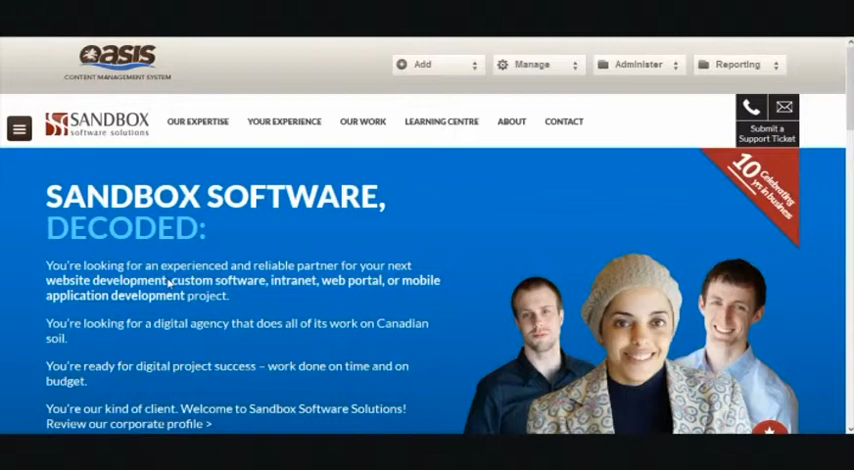 OASIS
CONTENT MANAGEMENT SYSTEM
Add
Manage
Administer
Reporting
SANDBOX
software solutions
OUR EXPERTISE
YOUR EXPERIENCE
OUR WORK
LEARNING CENTRE
ABOUT
CONTACT
Submit a
Support Ticket
10 Celebrating
yrs in business
SANDBOX SOFTWARE,
DECODED:
You're looking for an experienced and reliable partner for your next
website development, custom software, intranet, web portal, or mobile
application development project.
You're looking for a digital agency that does all of its work on Canadian
soil.
You're ready for digital project success – work done on time and on
budget.
You're our kind of client. Welcome to Sandbox Software Solutions!
Review our corporate profile >